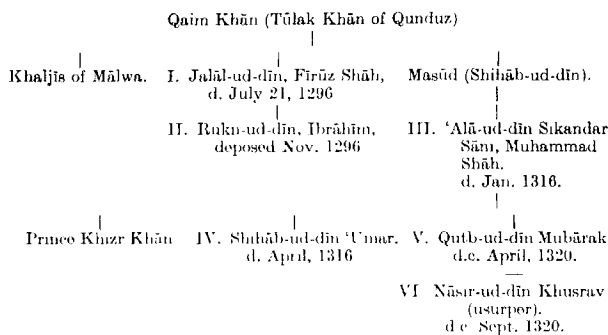 Qaim Khān (Tūlak Khān of Qunduz)
Khaljīs of Mālwa. I. Jalāl-ud-dīn, Fīrūz Shāh, Masūd (Shihāb-ud-dīn).
d. July 21, 1296
II. Rukn-ud-dīn, Ibrāhīm, III. 'Alā-ud-dīn Sikandar
deposed Nov. 1296 Sānī, Muhammad
Shāh.
d. Jan. 1316.
Prince Khizr Khān IV. Shihāb-ud-dīn 'Umar. V. Qutb-ud-dīn Mubārak
d. April, 1316 d.c. April, 1320.
VI Nāsir-ud-dīn Khusrav
(usurper).
d c Sept. 1320.